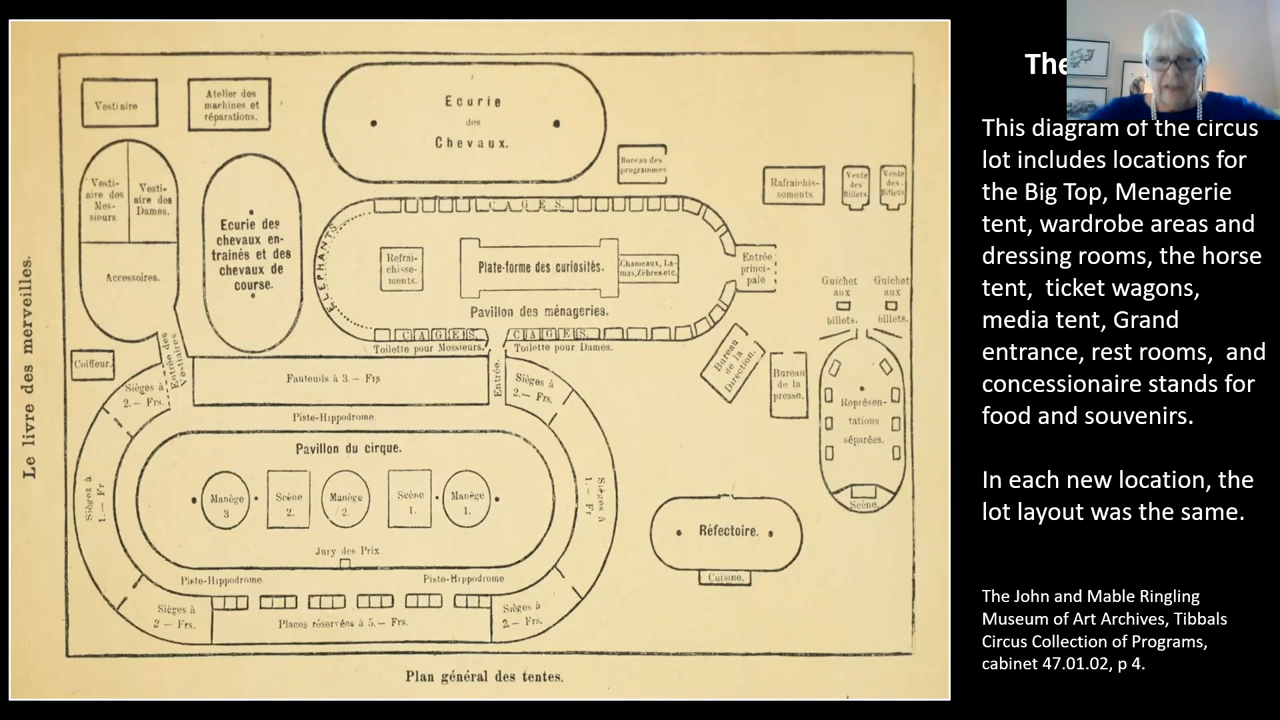 Le livre des merveilles.
Vestiaire
Atelier des
machines et
réparations.
Ecurie
des
Chevaux.
Bureau des
programmes
Rafraichis-
soments
Vente
des
Billets
Vente
des
Billets
Vesti-
aire des
Mes-
sieurs.
Vesti-
aire des
Dames.
Accessoires.
Ecurie des
chevaux en-
trainés et des
chevaux de
course.
CAGES.
ELEPHANTS
Refrai-
chisse-
ments.
Plate-forme des curiosités.
Chameaux, La-
mas, Zèbres etc.
Entrée
princi-
pale
Pavillon des ménageries.
CAGES.
CAGES.
Guichet
aux
billets.
Guichet
aux
billets.
Toilette pour Messieurs.
Toilette pour Dames.
Coiffeur.
Entrée des
Vestiaires
Entrée.
Bureau
de la
Direction.
Bureau
de la
presse.
Représen-
tations
séparées.
Scène.
Fauteuils à 3.— Frs
Sièges à
2.— Frs.
Sièges à
2.— Frs.
Piste-Hippodrome.
Pavillon du cirque.
Sièges à
1.— Fr
Manège
3
Scène
2.
Manège
2.
Scène
1.
Manège
1.
Sièges à
1.— Fr
Jury des Prix.
Piste-Hippodrome
Piste-Hippodrome
Sièges à
2 — Frs.
Places réservées à 5.— Frs.
Sièges à
2.— Frs.
Réfectoire.
Cuisine.
Plan général des tentes.
The
This diagram of the circus
lot includes locations for
the Big Top, Menagerie
tent, wardrobe areas and
dressing rooms, the horse
tent, ticket wagons,
media tent, Grand
entrance, rest rooms, and
concessionaire stands for
food and souvenirs.
In each new location, the
lot layout was the same.
The John and Mable Ringling
Museum of Art Archives, Tibbals
Circus Collection of Programs,
cabinet 47.01.02, p 4.